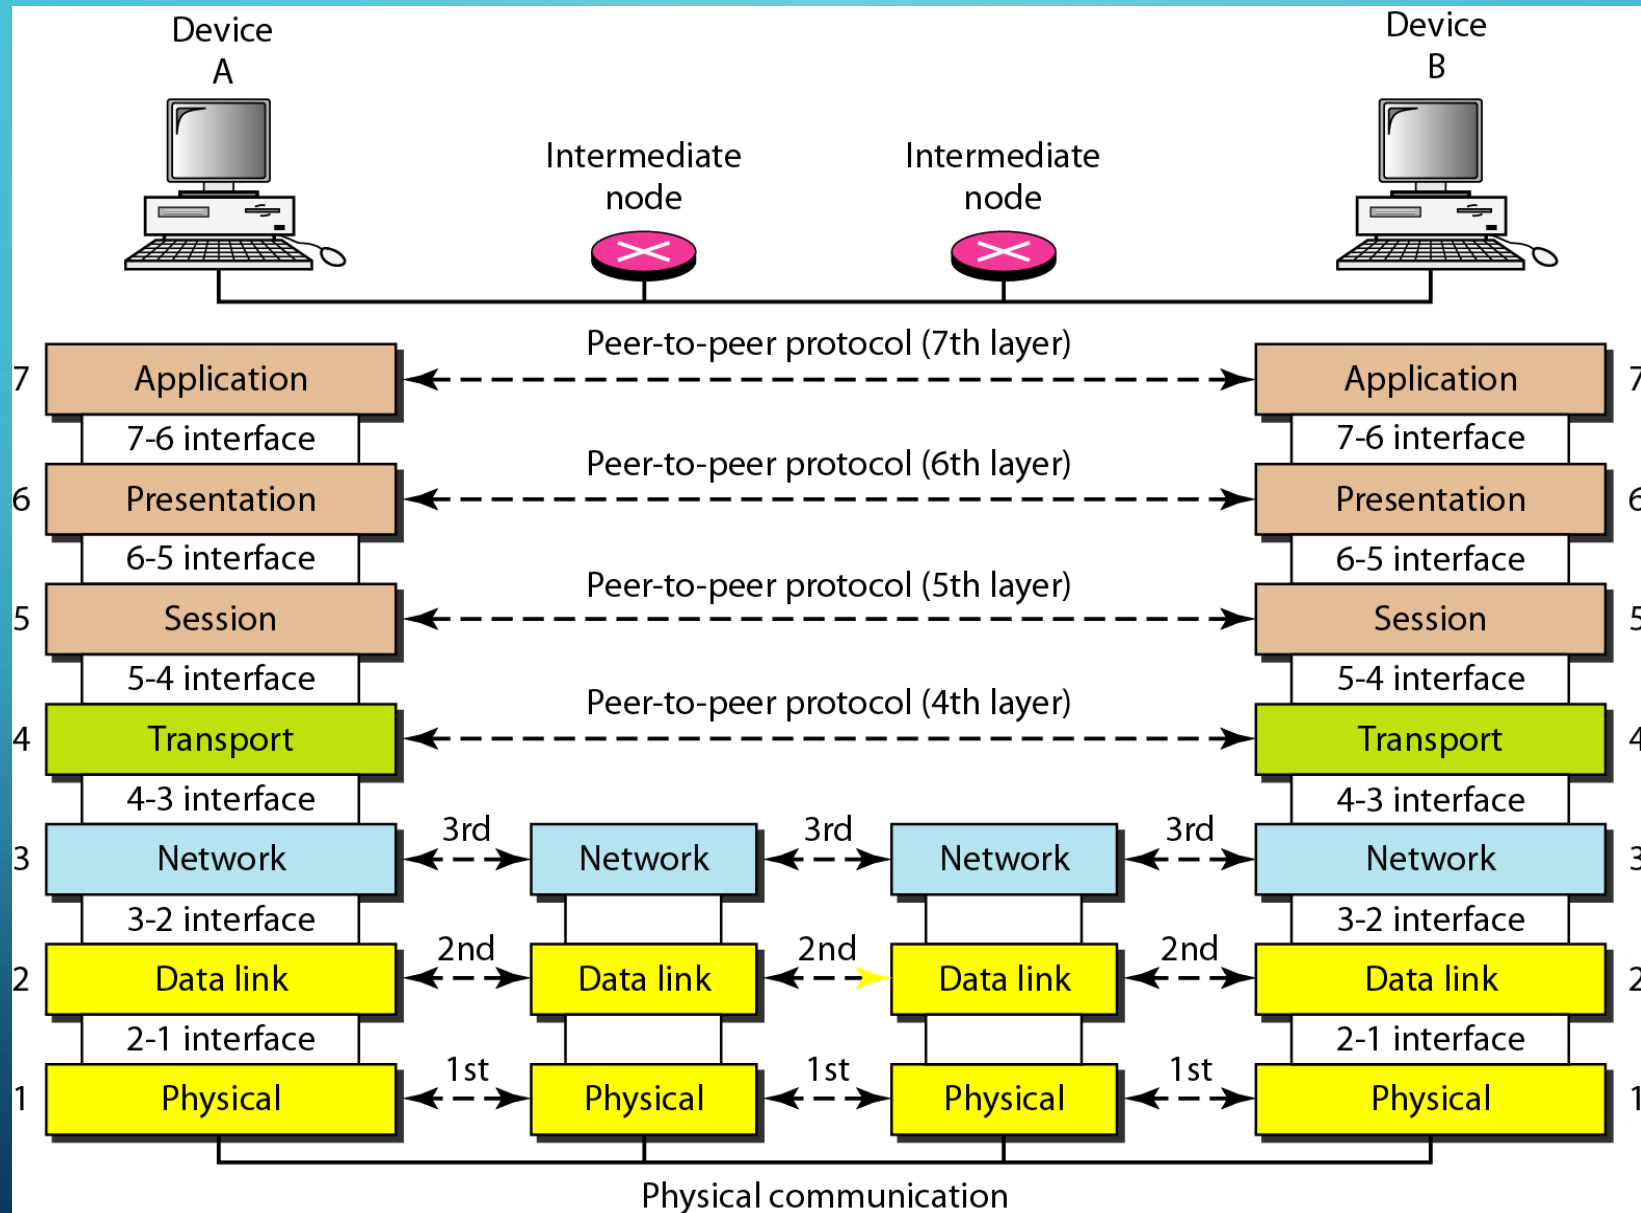 Device
A
Device
B
Intermediate
node
Intermediate
node
Peer-to-peer protocol (7th layer)
7 Application Application 7
7-6 interface 7-6 interface
Peer-to-peer protocol (6th layer)
6 Presentation Presentation 6
6-5 interface 6-5 interface
Peer-to-peer protocol (5th layer)
5 Session Session 5
5-4 interface 5-4 interface
Peer-to-peer protocol (4th layer)
4 Transport Transport 4
4-3 interface 4-3 interface
3rd 3rd 3rd
3 Network Network Network Network 3
3-2 interface 3-2 interface
2nd 2nd 2nd
2 Data link Data link Data link Data link 2
2-1 interface 2-1 interface
1st 1st 1st
1 Physical Physical Physical Physical 1
Physical communication